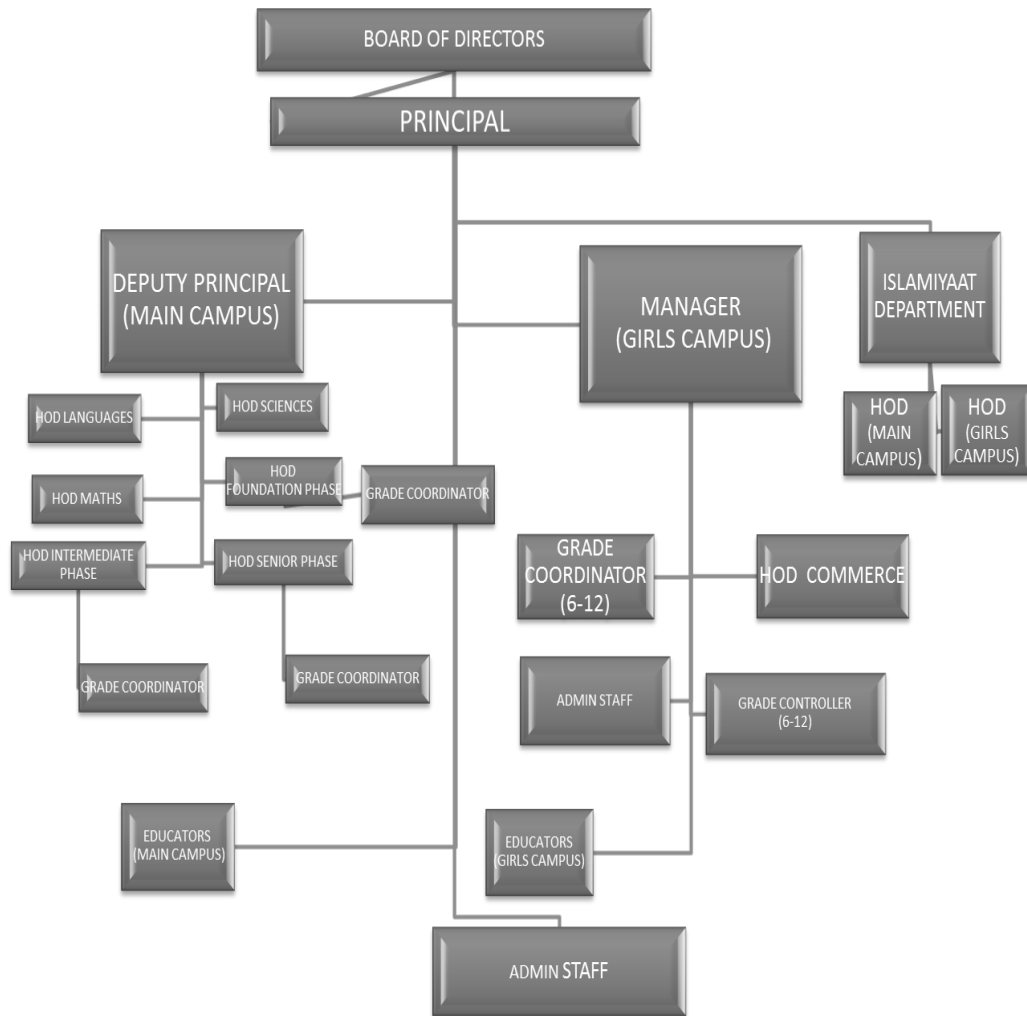 BOARD OF DIRECTORS
PRINCIPAL
DEPUTY PRINCIPAL
(MAIN CAMPUS)
MANAGER
(GIRLS CAMPUS)
ISLAMIYAAT
DEPARTMENT
HOD LANGUAGES
HOD SCIENCES
HOD
(MAIN
CAMPUS)
HOD
(GIRLS
CAMPUS)
HOD MATHS
HOD
FOUNDATION PHASE
GRADE COORDINATOR
HOD INTERMEDIATE
PHASE
HOD SENIOR PHASE
GRADE
COORDINATOR
(6-12)
HOD COMMERCE
GRADE COORDINATOR
GRADE COORDINATOR
ADMIN STAFF
GRADE CONTROLLER
(6-12)
EDUCATORS
(MAIN CAMPUS)
EDUCATORS
(GIRLS CAMPUS)
ADMIN STAFF